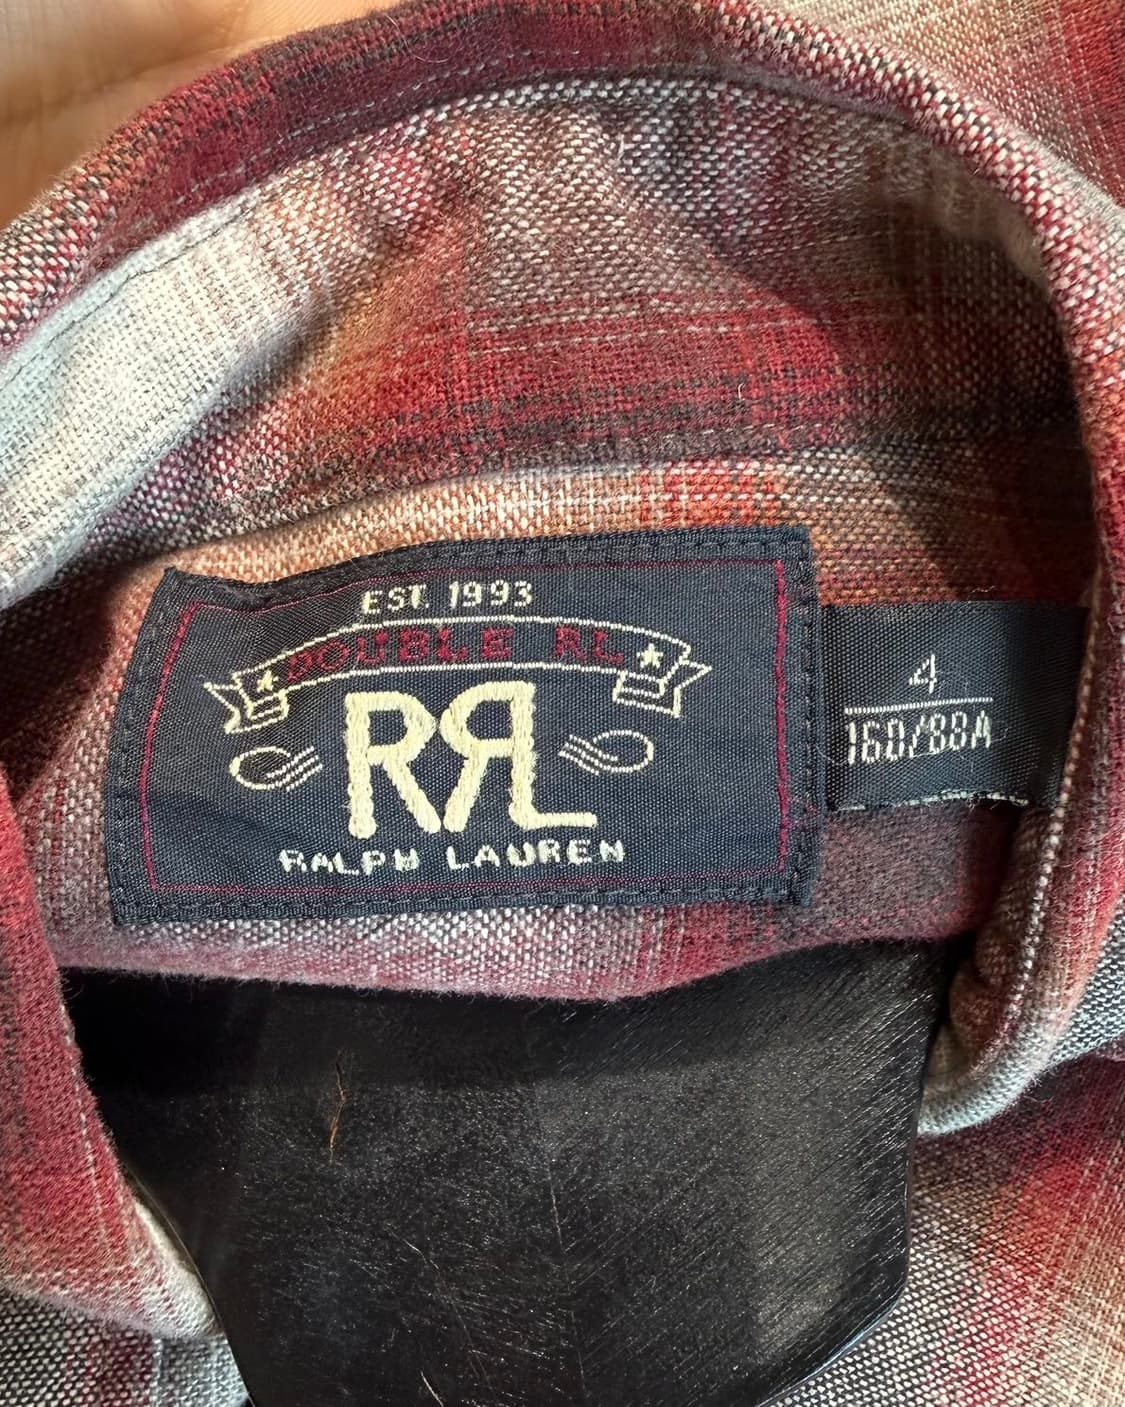 EST. 1993
DOUBLE RL
RRL
RALPH LAUREN
4
160/88A